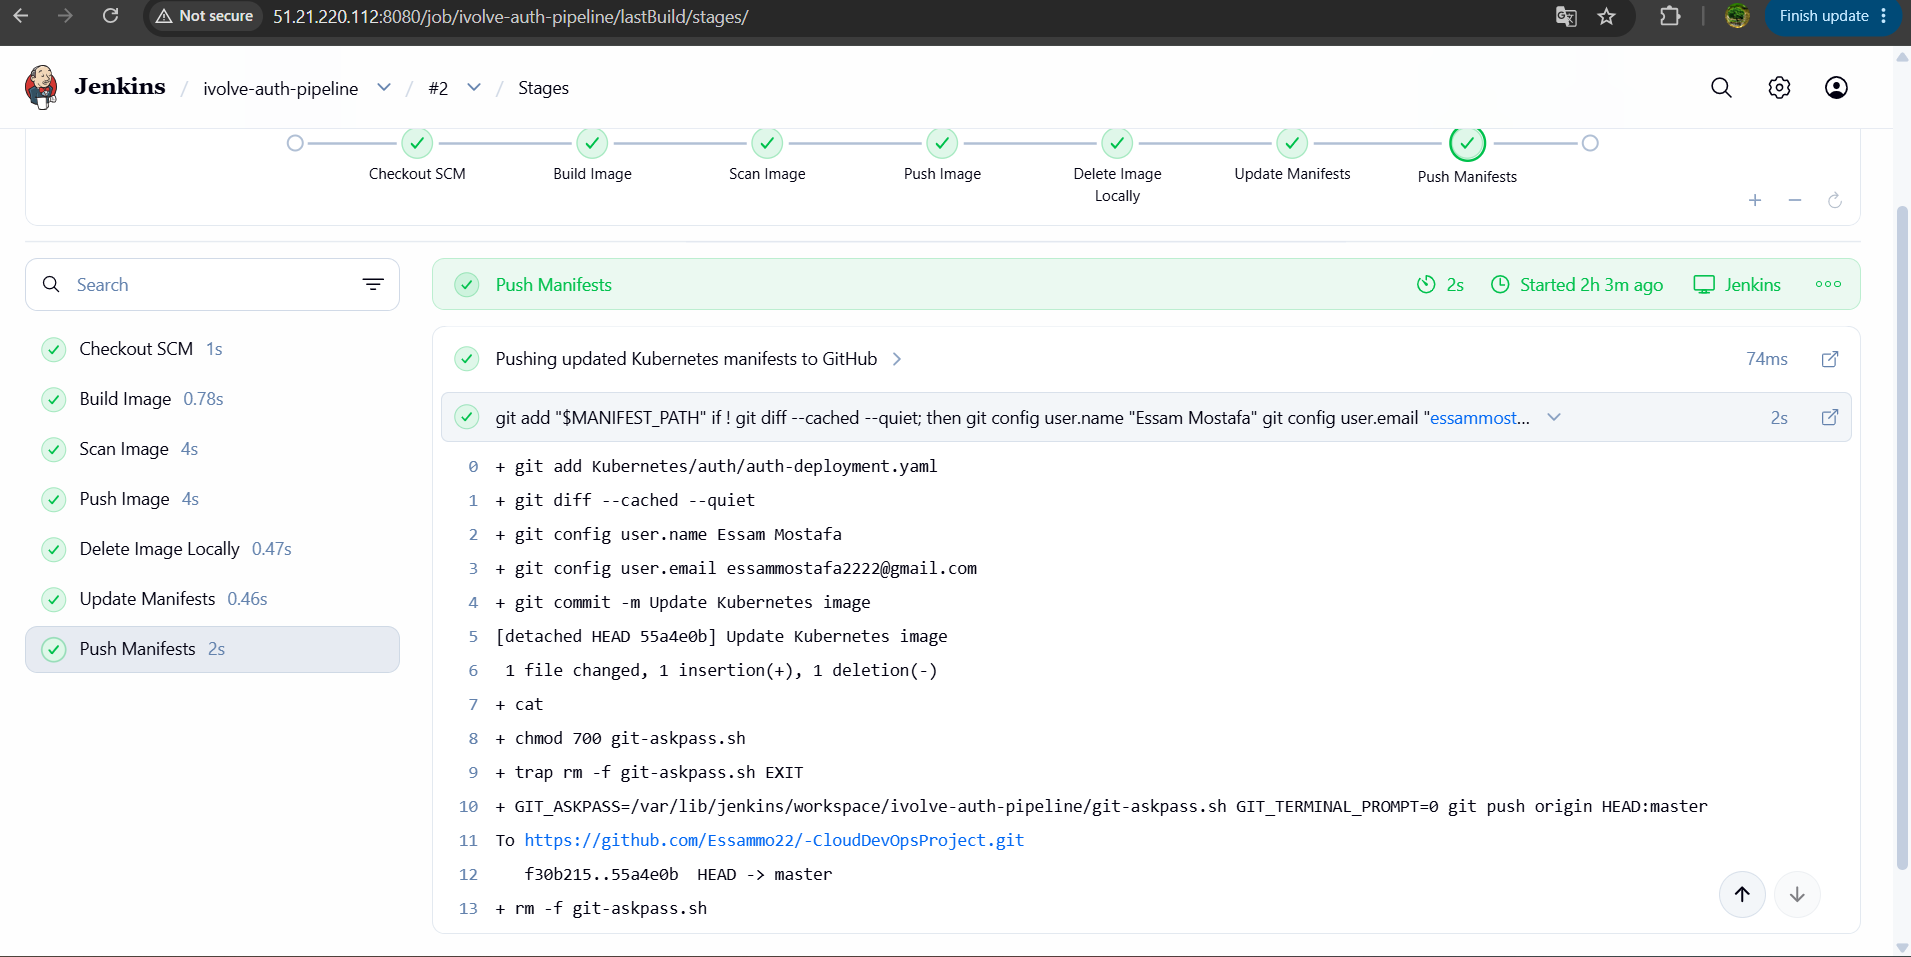 Not secure 51.21.220.112:8080/job/ivolve-auth-pipeline/lastBuild/stages/ Finish update
Jenkins / ivolve-auth-pipeline / #2 / Stages
Checkout SCM Build Image Scan Image Push Image Delete Image Locally Update Manifests Push Manifests
Search
Checkout SCM 1s
Build Image 0.78s
Scan Image 4s
Push Image 4s
Delete Image Locally 0.47s
Update Manifests 0.46s
Push Manifests 2s
Push Manifests 2s Started 2h 3m ago Jenkins
Pushing updated Kubernetes manifests to GitHub 74ms
git add "$MANIFEST_PATH" if ! git diff --cached --quiet; then git config user.name "Essam Mostafa" git config user.email "essammost... 2s
0 + git add Kubernetes/auth/auth-deployment.yaml
1 + git diff --cached --quiet
2 + git config user.name Essam Mostafa
3 + git config user.email essammostafa2222@gmail.com
4 + git commit -m Update Kubernetes image
5 [detached HEAD 55a4e0b] Update Kubernetes image
6 1 file changed, 1 insertion(+), 1 deletion(-)
7 + cat
8 + chmod 700 git-askpass.sh
9 + trap rm -f git-askpass.sh EXIT
10 + GIT_ASKPASS=/var/lib/jenkins/workspace/ivolve-auth-pipeline/git-askpass.sh GIT_TERMINAL_PROMPT=0 git push origin HEAD:master
11 To https://github.com/Essammo22/-CloudDevOpsProject.git
12 f30b215..55a4e0b HEAD -> master
13 + rm -f git-askpass.sh